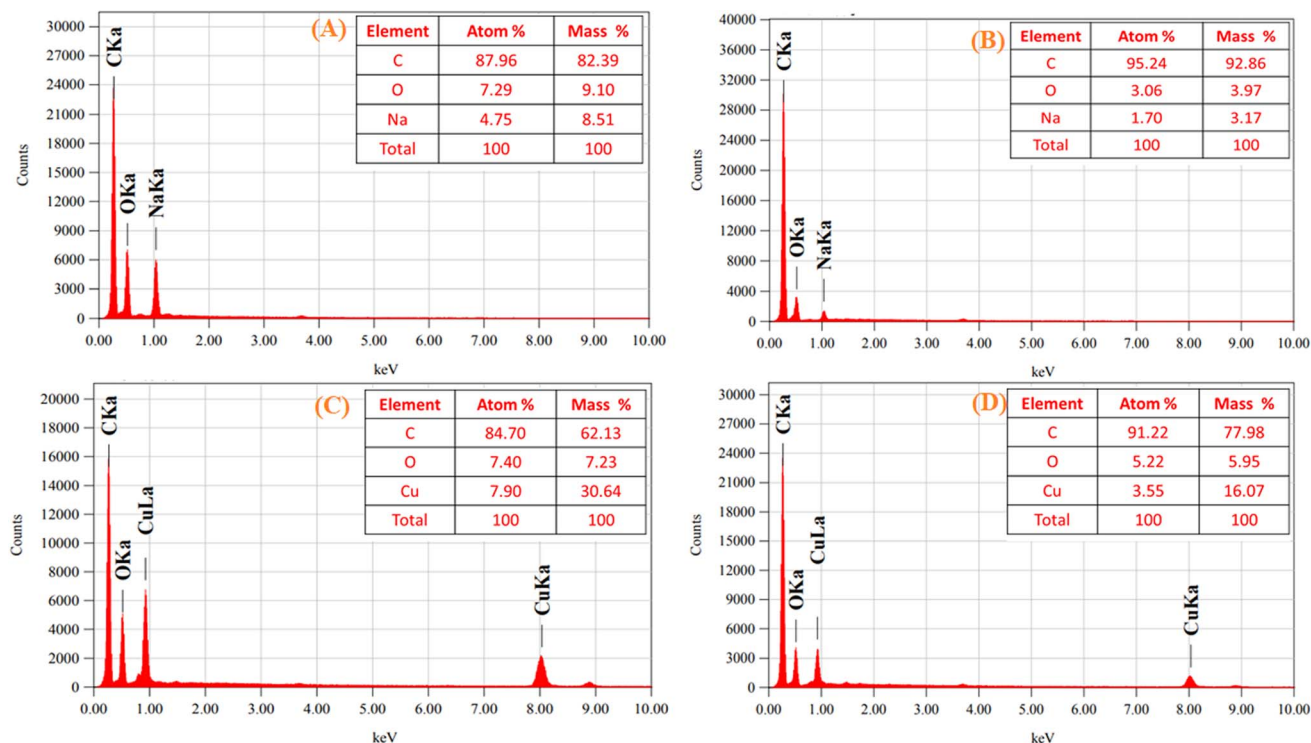 (A)
Element Atom % Mass %
C 87.96 82.39
O 7.29 9.10
Na 4.75 8.51
Total 100 100
30000
27000
24000
21000
18000
15000
12000
9000
6000
3000
0
Counts
CKa
OKa
NaKa
0.00 1.00 2.00 3.00 4.00 5.00 6.00 7.00 8.00 9.00 10.00
keV
(B)
Element Atom % Mass %
C 95.24 92.86
O 3.06 3.97
Na 1.70 3.17
Total 100 100
40000
36000
32000
28000
24000
20000
16000
12000
8000
4000
0
Counts
CKa
OKa
NaKa
0.00 1.00 2.00 3.00 4.00 5.00 6.00 7.00 8.00 9.00 10.00
keV
(C)
Element Atom % Mass %
C 84.70 62.13
O 7.40 7.23
Cu 7.90 30.64
Total 100 100
20000
18000
16000
14000
12000
10000
8000
6000
4000
2000
0
Counts
CKa
OKa
CuLa
CuKa
0.00 1.00 2.00 3.00 4.00 5.00 6.00 7.00 8.00 9.00 10.00
keV
(D)
Element Atom % Mass %
C 91.22 77.98
O 5.22 5.95
Cu 3.55 16.07
Total 100 100
30000
27000
24000
21000
18000
15000
12000
9000
6000
3000
0
Counts
CKa
OKa
CuLa
CuKa
0.00 1.00 2.00 3.00 4.00 5.00 6.00 7.00 8.00 9.00 10.00
keV